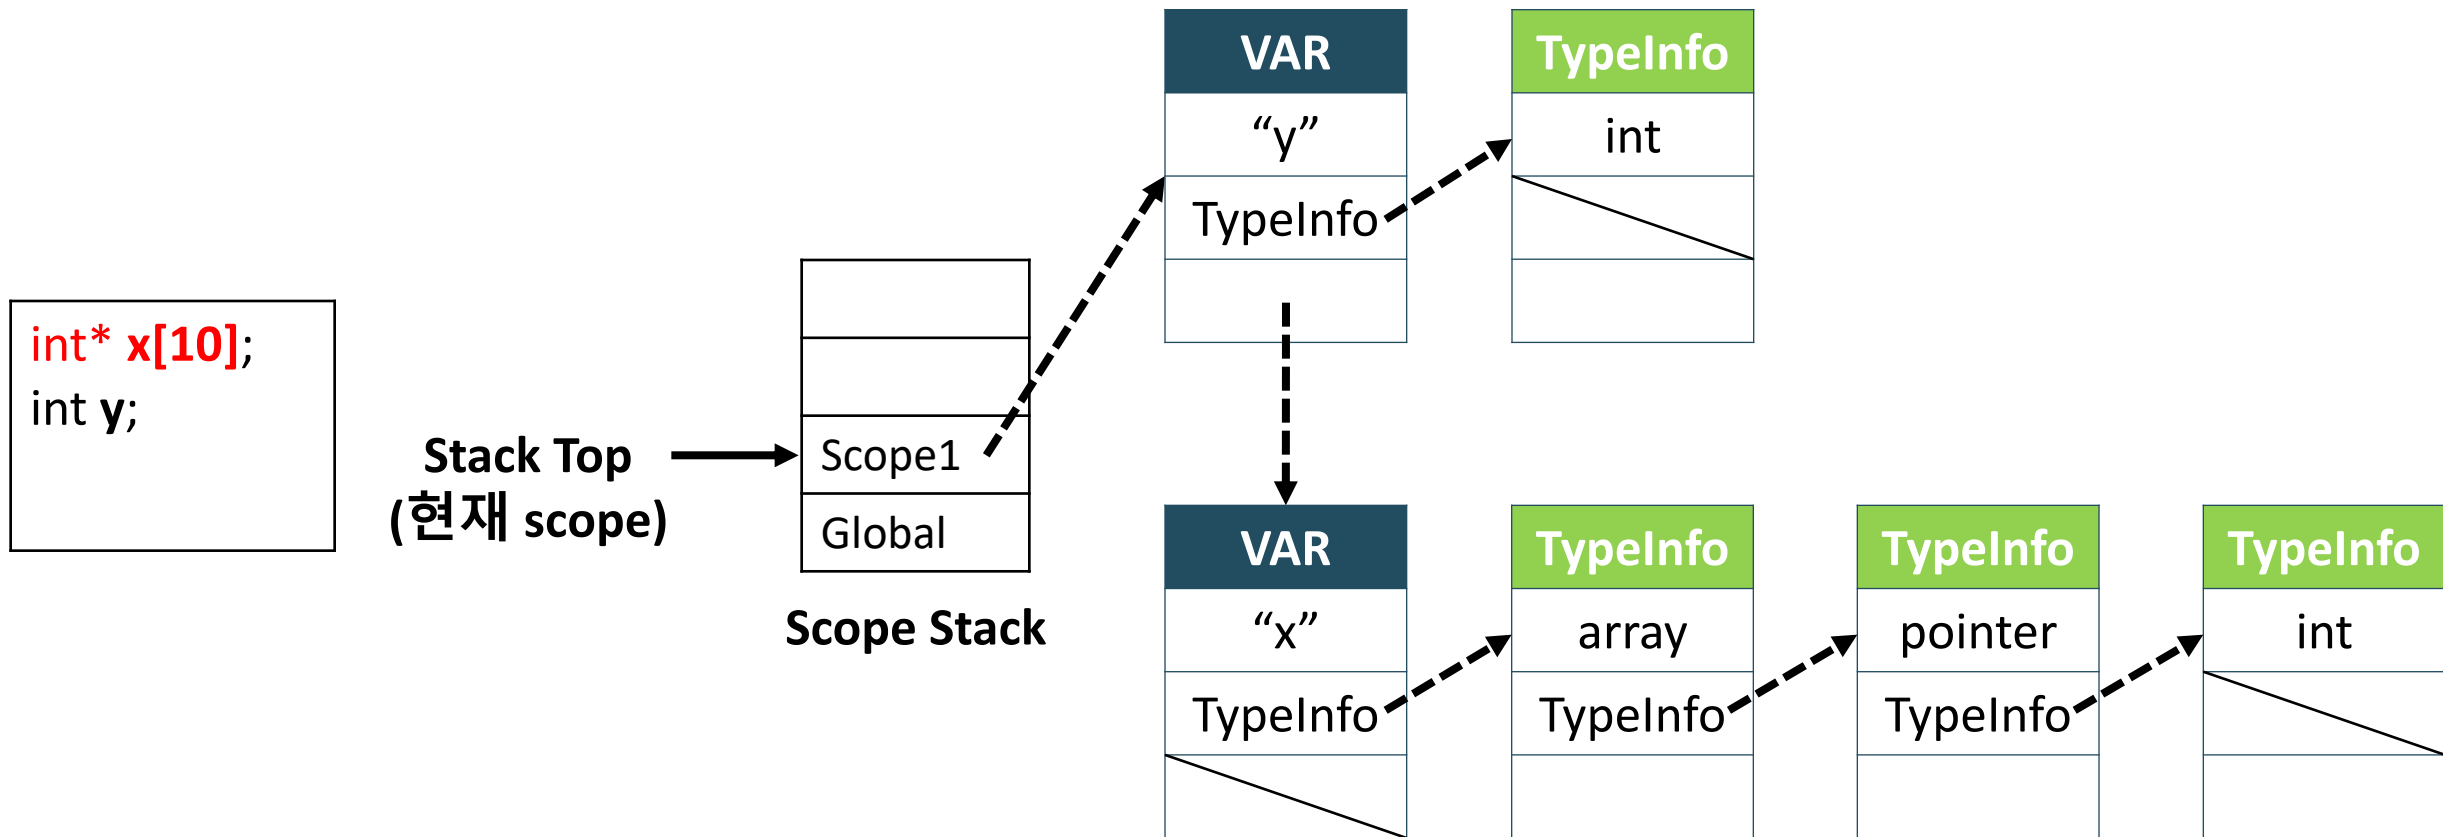 int* x[10];
int y;
Stack Top
(현재 scope)
Scope1
Global
Scope Stack
VAR
“y”
TypeInfo
TypeInfo
int
VAR
“x”
TypeInfo
TypeInfo
array
TypeInfo
TypeInfo
pointer
TypeInfo
TypeInfo
int